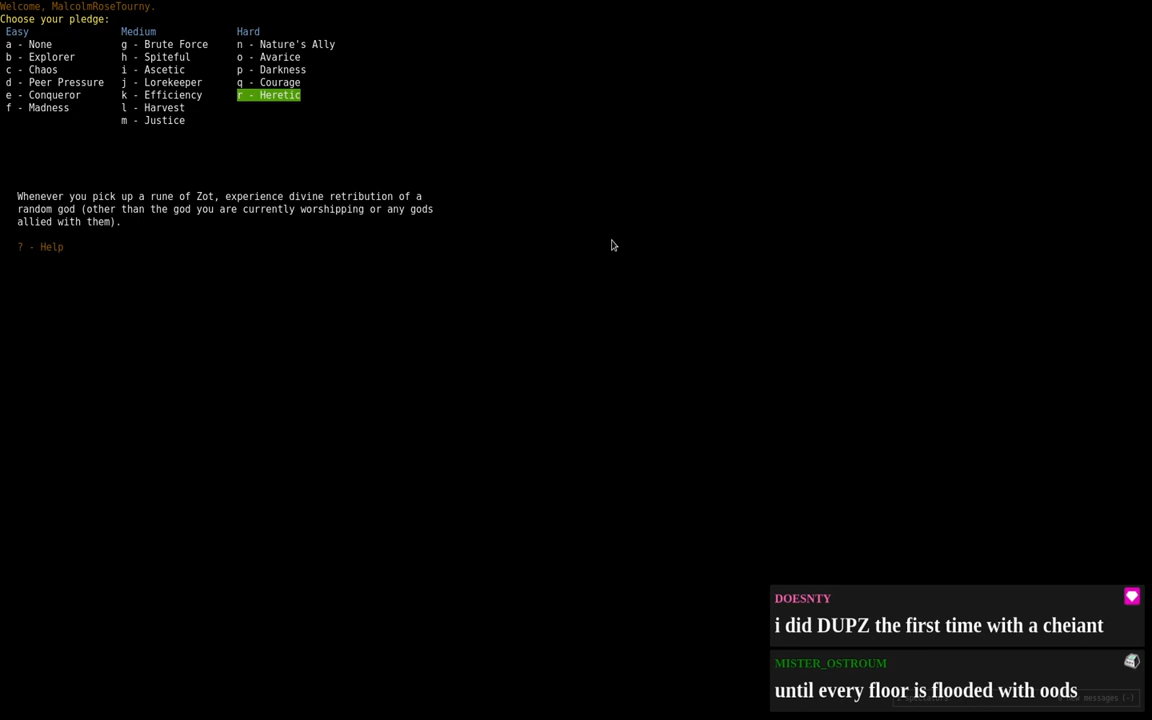 Welcome, MalcolmRoseTourny.
Choose your pledge:
Easy Medium Hard
a - None g - Brute Force n - Nature's Ally
b - Explorer h - Spiteful o - Avarice
c - Chaos i - Ascetic p - Darkness
d - Peer Pressure j - Lorekeeper q - Courage
e - Conqueror k - Efficiency r - Heretic
f - Madness l - Harvest
m - Justice
Whenever you pick up a rune of Zot, experience divine retribution of a
random god (other than the god you are currently worshipping or any gods
allied with them).
? - Help
DOESNTY
i did DUPZ the first time with a cheiant
MISTER_OSTROUM
until every floor is flooded with oods
messages (-)